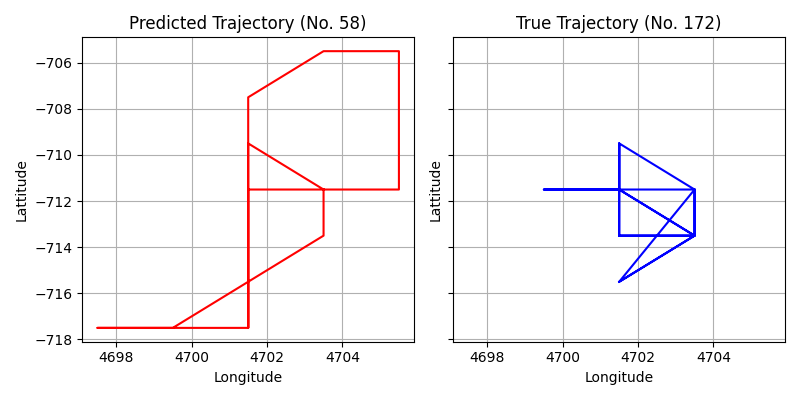 Predicted Trajectory (No. 58)
True Trajectory (No. 172)
Lattitude
−706
−708
−710
−712
−714
−716
−718
4698
4700
4702
4704
Longitude
Lattitude
4698
4700
4702
4704
Longitude